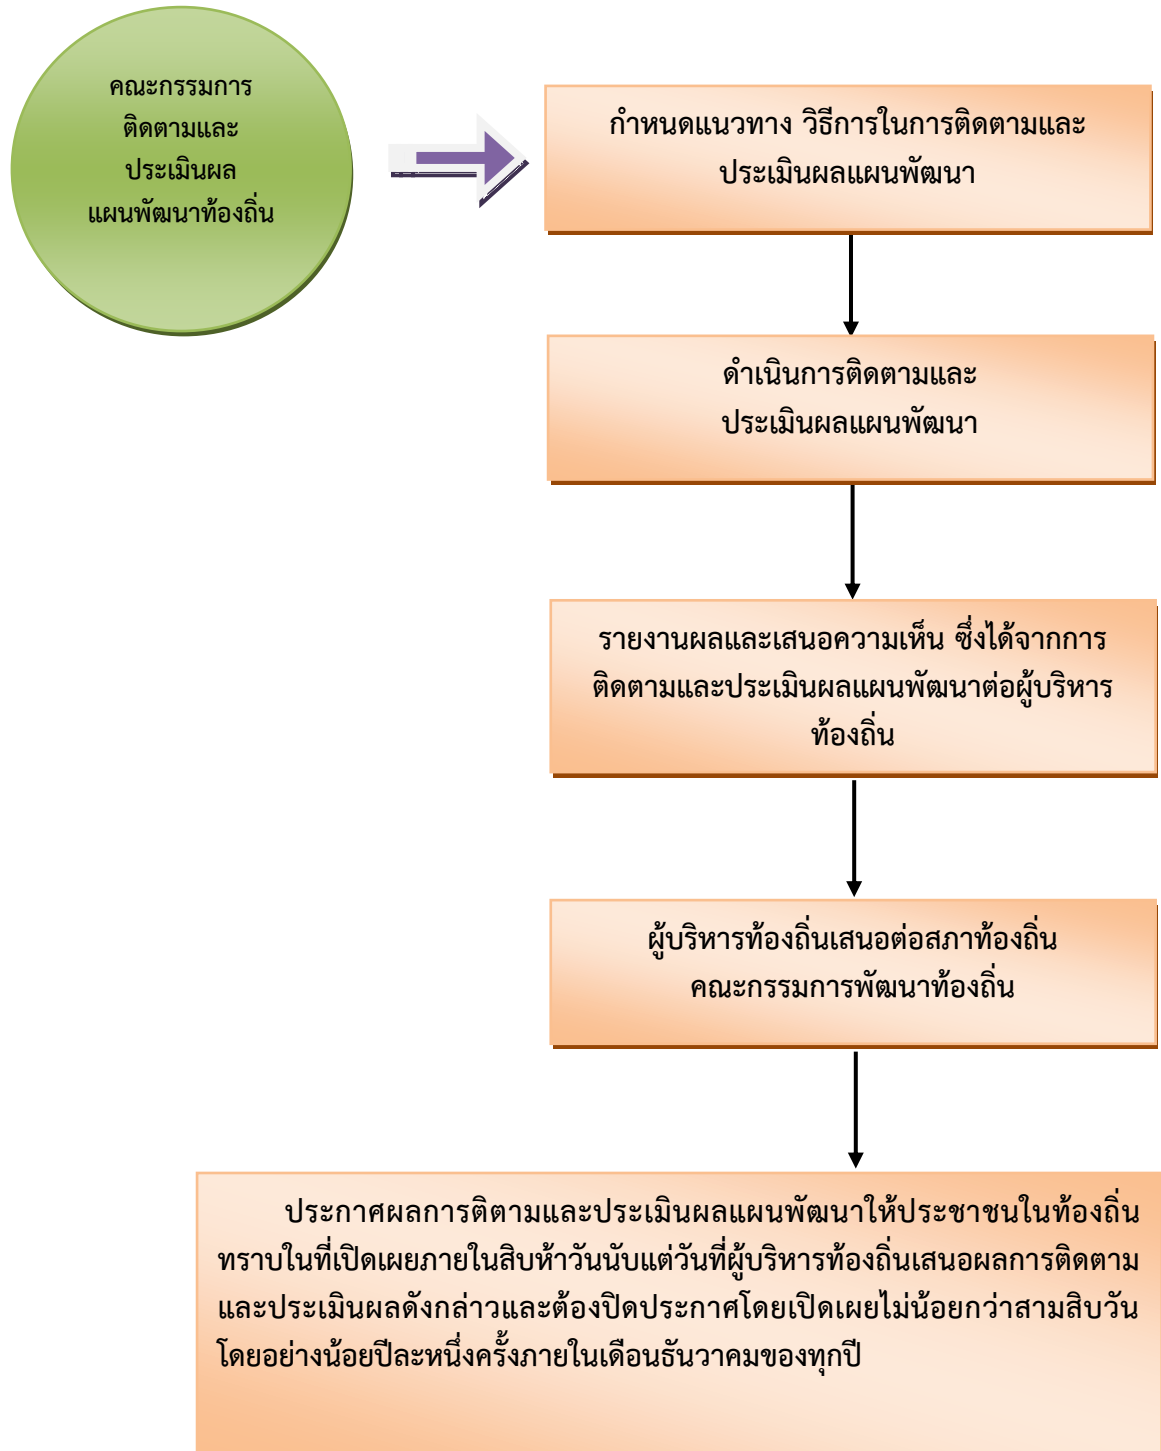 คณะกรรมการ
ติดตามและ
ประเมินผล
แผนพัฒนาท้องถิ่น
กำหนดแนวทาง วิธีการในการติดตามและ
ประเมินผลแผนพัฒนา
ดำเนินการติดตามและ
ประเมินผลแผนพัฒนา
รายงานผลและเสนอความเห็น ซึ่งได้จากการ
ติดตามและประเมินผลแผนพัฒนาต่อผู้บริหาร
ท้องถิ่น
ผู้บริหารท้องถิ่นเสนอต่อสภาท้องถิ่น
คณะกรรมการพัฒนาท้องถิ่น
ประกาศผลการติตามและประเมินผลแผนพัฒนาให้ประชาชนในท้องถิ่น
ทราบในที่เปิดเผยภายในสิบห้าวันนับแต่วันที่ผู้บริหารท้องถิ่นเสนอผลการติดตาม
และประเมินผลดังกล่าวและต้องปิดประกาศโดยเปิดเผยไม่น้อยกว่าสามสิบวัน
โดยอย่างน้อยปีละหนึ่งครั้งภายในเดือนธันวาคมของทุกปี